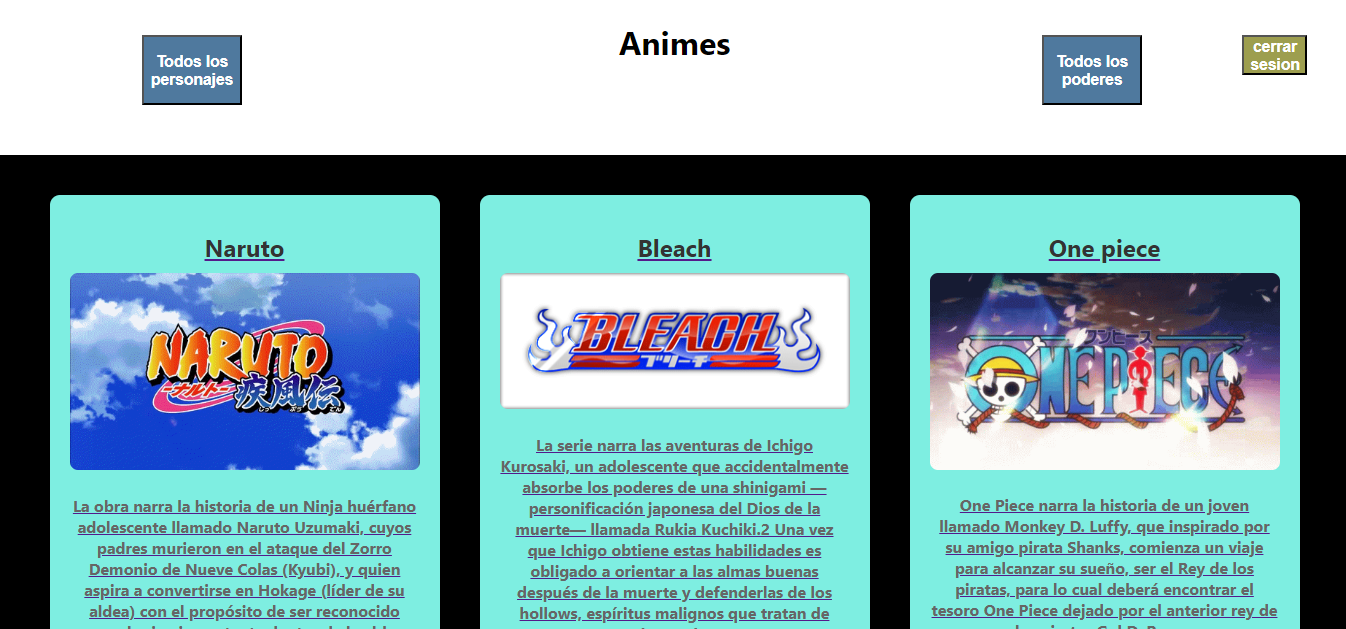 Todos los
personajes
Animes
Todos los
poderes
cerrar
sesion
Naruto
NARUTO
ナルト
疾風伝
しっ ぷう でん
La obra narra la historia de un Ninja huérfano
adolescente llamado Naruto Uzumaki, cuyos
padres murieron en el ataque del Zorro
Demonio de Nueve Colas (Kyubi), y quien
aspira a convertirse en Hokage (líder de su
aldea) con el propósito de ser reconocido
Bleach
BLEACH
ブリーチ
La serie narra las aventuras de Ichigo
Kurosaki, un adolescente que accidentalmente
absorbe los poderes de una shinigami —
personificación japonesa del Dios de la
muerte— llamada Rukia Kuchiki.2 Una vez
que Ichigo obtiene estas habilidades es
obligado a orientar a las almas buenas
después de la muerte y defenderlas de los
hollows, espíritus malignos que tratan de
One piece
ワンピース
ONE PIECE
One Piece narra la historia de un joven
llamado Monkey D. Luffy, que inspirado por
su amigo pirata Shanks, comienza un viaje
para alcanzar su sueño, ser el Rey de los
piratas, para lo cual deberá encontrar el
tesoro One Piece dejado por el anterior rey de